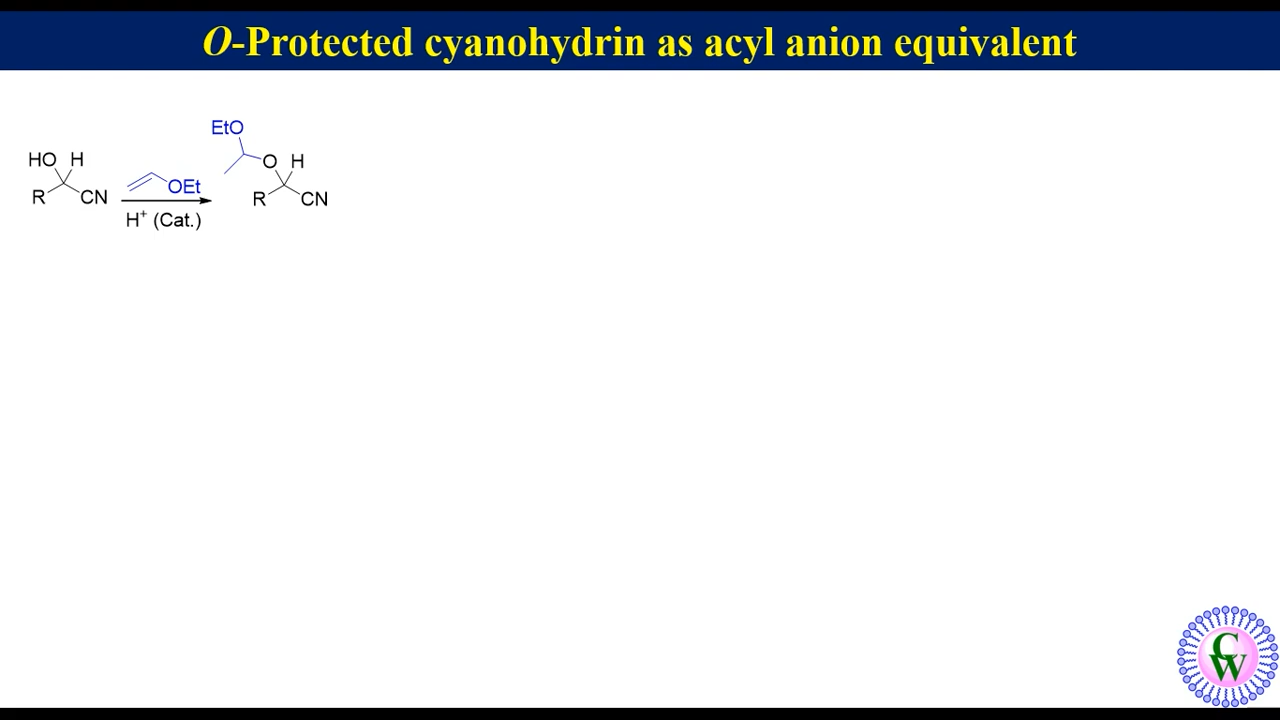 O-Protected cyanohydrin as acyl anion equivalent
EtO
HO H
O H
OEt
R CN
R CN
H⁺ (Cat.)
C
W